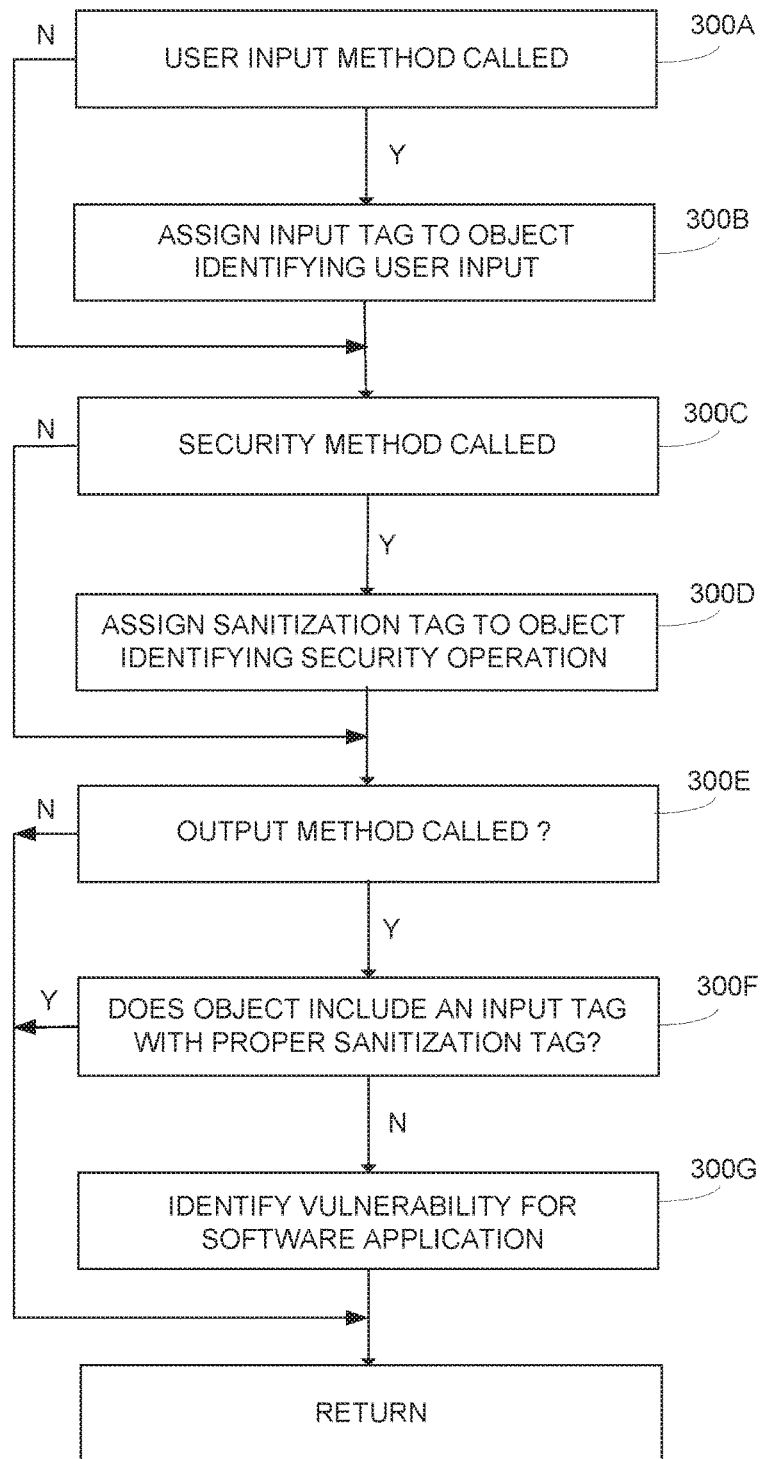 300A
N
USER INPUT METHOD CALLED
Y
300B
ASSIGN INPUT TAG TO OBJECT
IDENTIFYING USER INPUT
300C
N
SECURITY METHOD CALLED
Y
300D
ASSIGN SANITIZATION TAG TO OBJECT
IDENTIFYING SECURITY OPERATION
300E
N
OUTPUT METHOD CALLED ?
Y
300F
Y
DOES OBJECT INCLUDE AN INPUT TAG
WITH PROPER SANITIZATION TAG?
N
300G
IDENTIFY VULNERABILITY FOR
SOFTWARE APPLICATION
RETURN